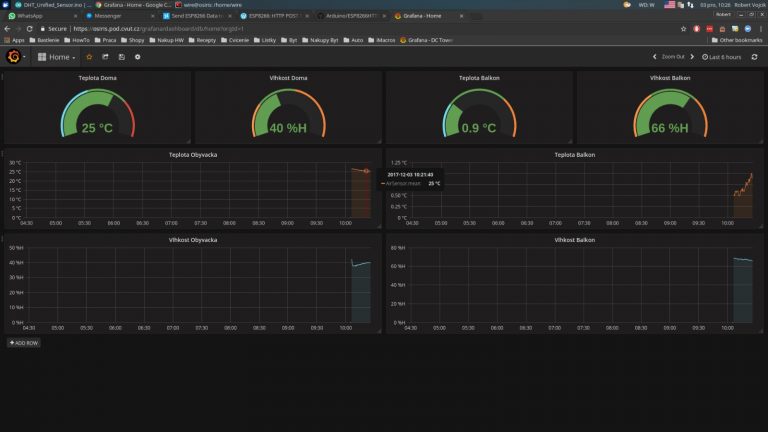 DHT_Unified_Sensor.ino
Grafana - Home - Google C
wire@osiris:/home/wire
WD: W
03 pro, 10:28
Robert Vojcik
WhatsApp
Messenger
Send ESP8266 Data to
ESP8266: HTTP POST
Arduino/ESP8266HTT
Grafana - Home
Robert
Secure
https://osiris.pod.cvut.cz/grafana/dashboard/db/home?orgId=1
Apps
Bastlenie
HowTo
Praca
Shopy
Nakup HW
Recepty
Cvicenie
Listky
Byt
Nakupy Byt
Auto
iMacros
Grafana - DC Tower
Other bookmarks
Home
Zoom Out
Last 6 hours
Teplota Doma
Vlhkost Doma
Teplota Balkon
Vlhkost Balkon
25 °C
40 %H
0.9 °C
66 %H
Teplota Obyvacka
30 °C
25 °C
20 °C
15 °C
10 °C
5 °C
0 °C
04:30 05:00 05:30 06:00 06:30 07:00 07:30 08:00 08:30 09:00 09:30 10:00
2017-12-03 10:21:43
AirSensor.mean: 25 °C
Teplota Balkon
1.25 °C
0.50 °C
0.25 °C
0 °C
04:30 05:00 05:30 06:00 06:30 07:00 07:30 08:00 08:30 09:00 09:30 10:00
Vlhkost Obyvacka
50 %H
40 %H
30 %H
20 %H
10 %H
0 %H
04:30 05:00 05:30 06:00 06:30 07:00 07:30 08:00 08:30 09:00 09:30 10:00
Vlhkost Balkon
80 %H
60 %H
40 %H
20 %H
0 %H
04:30 05:00 05:30 06:00 06:30 07:00 07:30 08:00 08:30 09:00 09:30 10:00
+ ADD ROW